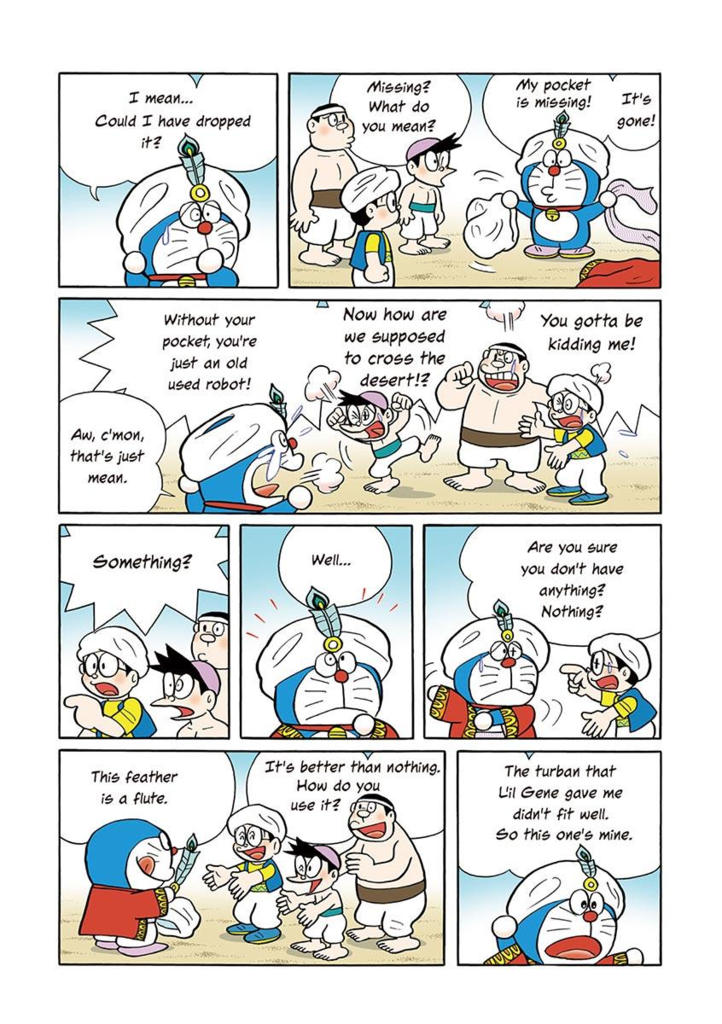 It's
gone!
My pocket
is missing!
Missing?
What do
you mean?
I mean...
Could I have dropped
it?
You gotta be
kidding me!
Now how are
we supposed
to cross the
desert!?
Without your
pocket, you're
just an old
used robot!
Aw, c'mon,
that's just
mean.
Are you sure
you don't have
anything?
Nothing?
Well...
Something?
The turban that
L'il Gene gave me
didn't fit well.
So this one's mine.
This feather
is a flute.
It's better than nothing.
How do you
use it?